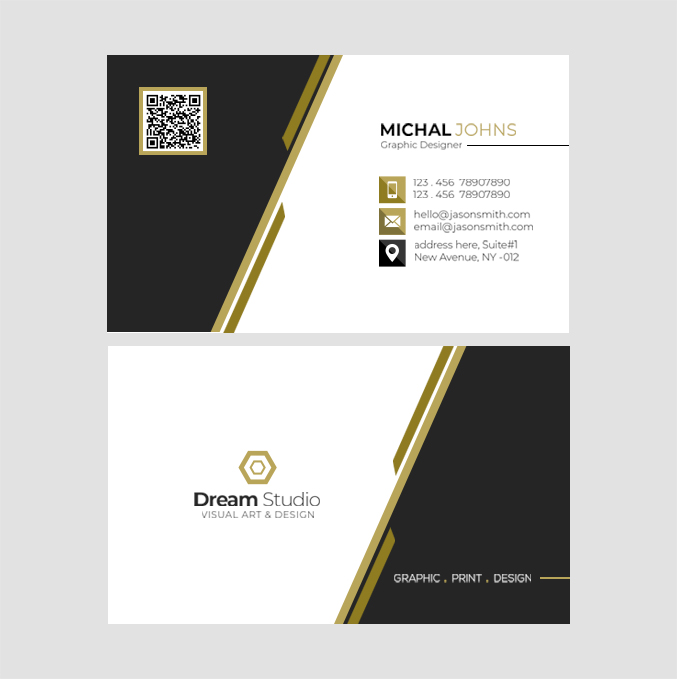 MICHAL JOHNS
Graphic Designer
123 . 456 78907890
123 . 456 78907890
hello@jasonsmith.com
email@jasonsmith.com
address here, Suite#1
New Avenue, NY -012
Dream Studio
VISUAL ART & DESIGN
GRAPHIC . PRINT . DESIGN